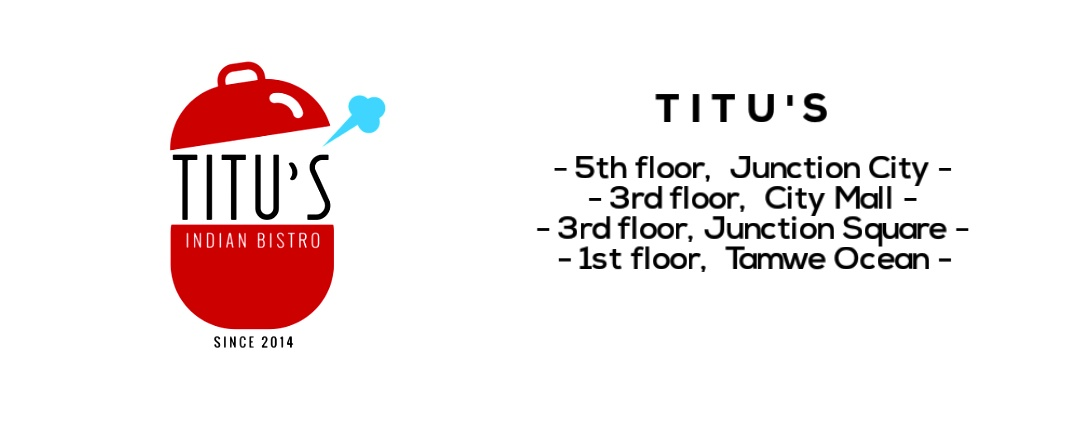 TITU'S
INDIAN BISTRO
SINCE 2014
TITU'S
- 5th floor, Junction City -
- 3rd floor, City Mall -
- 3rd floor, Junction Square -
- 1st floor, Tamwe Ocean -